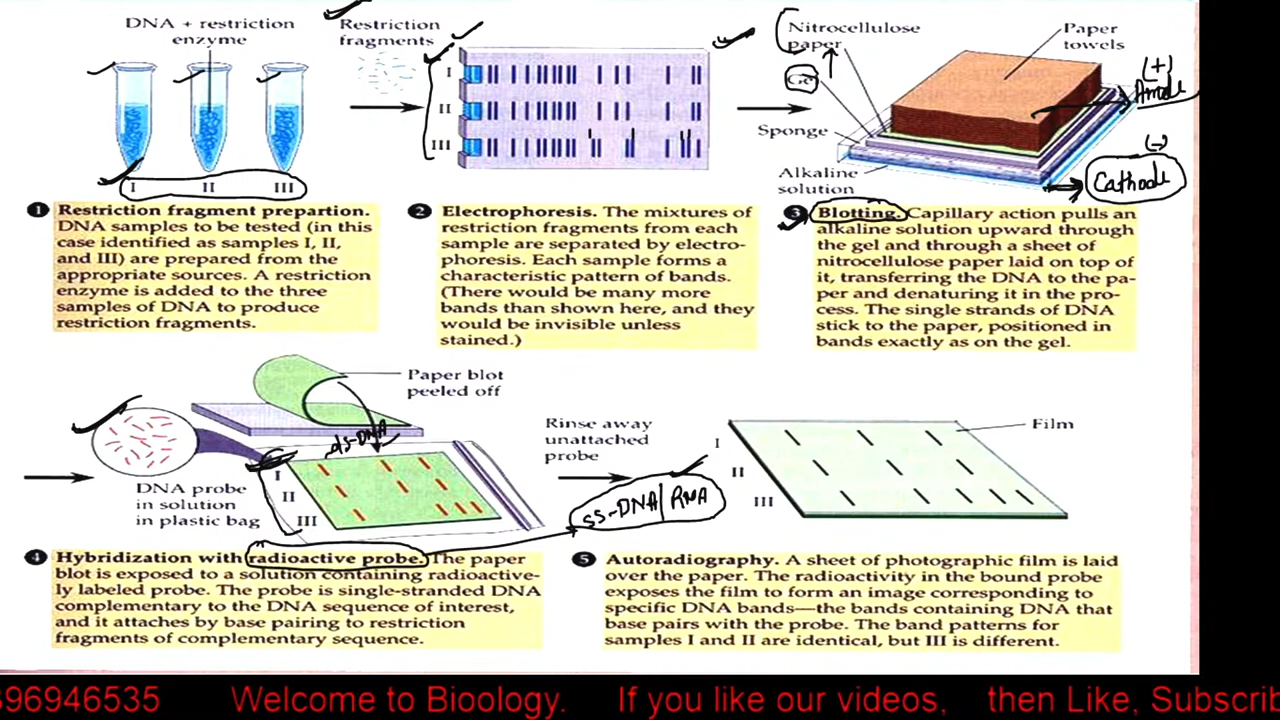 DNA + restriction
enzyme
I
II
III
Restriction
fragments
I
II
III
Nitrocellulose
paper
Gel
Sponge
Alkaline
solution
Paper
towels
(+)
Anode
(-)
Cathode
1 Restriction fragment prepartion.
DNA samples to be tested (in this
case identified as samples I, II,
and III) are prepared from the
appropriate sources. A restriction
enzyme is added to the three
samples of DNA to produce
restriction fragments.
2 Electrophoresis. The mixtures of
restriction fragments from each
sample are separated by electro-
phoresis. Each sample forms a
characteristic pattern of bands.
(There would be many more
bands than shown here, and they
would be invisible unless
stained.)
3 Blotting. Capillary action pulls an
alkaline solution upward through
the gel and through a sheet of
nitrocellulose paper laid on top of
it, transferring the DNA to the pa-
per and denaturing it in the pro-
cess. The single strands of DNA
stick to the paper, positioned in
bands exactly as on the gel.
Paper blot
peeled off
ds-DNA
DNA probe
in solution
in plastic bag
I
II
III
Rinse away
unattached
probe
ss-DNA | RNA
I
II
III
Film
4 Hybridization with radioactive probe. The paper
blot is exposed to a solution containing radioactive-
ly labeled probe. The probe is single-stranded DNA
complementary to the DNA sequence of interest,
and it attaches by base pairing to restriction
fragments of complementary sequence.
5 Autoradiography. A sheet of photographic film is laid
over the paper. The radioactivity in the bound probe
exposes the film to form an image corresponding to
specific DNA bands—the bands containing DNA that
base pairs with the probe. The band patterns for
samples I and II are identical, but III is different.
96946535 Welcome to Bioology. If you like our videos, then Like, Subscrib